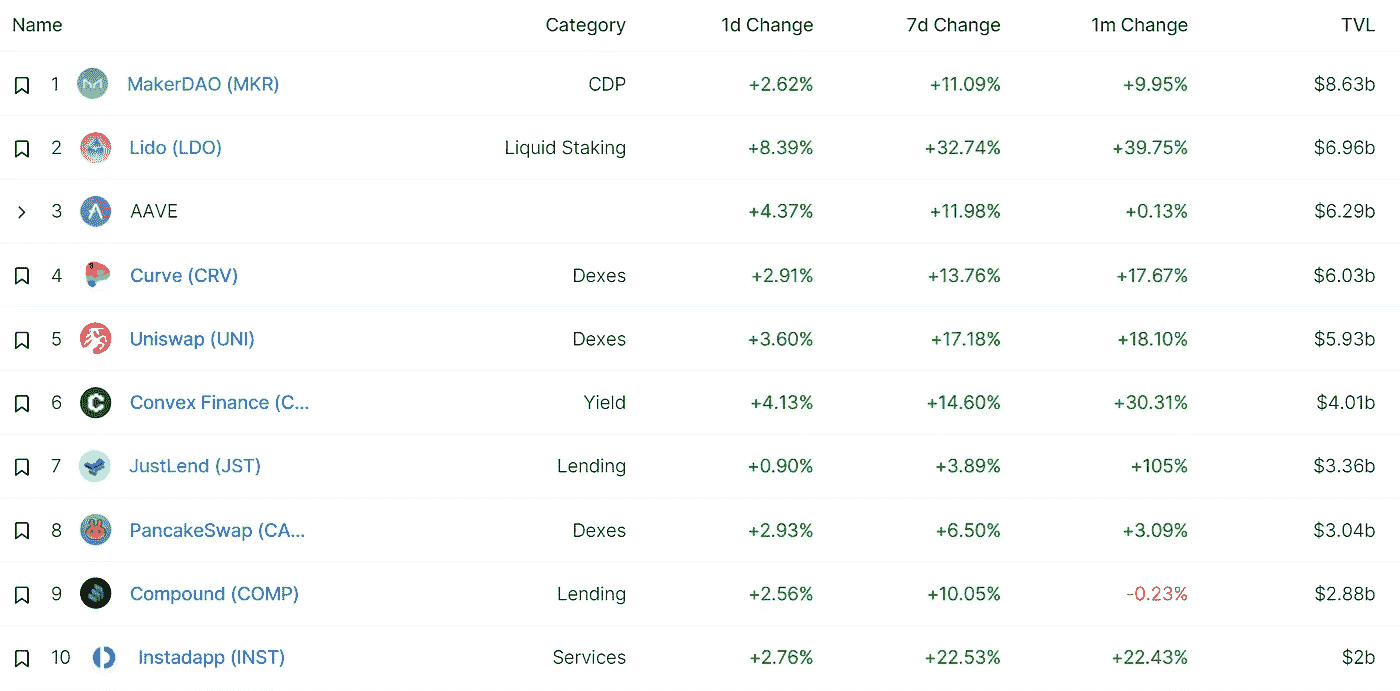 Name Category 1d Change 7d Change 1m Change TVL
1 MakerDAO (MKR) CDP +2.62% +11.09% +9.95% $8.63b
2 Lido (LDO) Liquid Staking +8.39% +32.74% +39.75% $6.96b
3 AAVE +4.37% +11.98% +0.13% $6.29b
4 Curve (CRV) Dexes +2.91% +13.76% +17.67% $6.03b
5 Uniswap (UNI) Dexes +3.60% +17.18% +18.10% $5.93b
6 Convex Finance (C... Yield +4.13% +14.60% +30.31% $4.01b
7 JustLend (JST) Lending +0.90% +3.89% +105% $3.36b
8 PancakeSwap (CA... Dexes +2.93% +6.50% +3.09% $3.04b
9 Compound (COMP) Lending +2.56% +10.05% -0.23% $2.88b
10 Instadapp (INST) Services +2.76% +22.53% +22.43% $2b